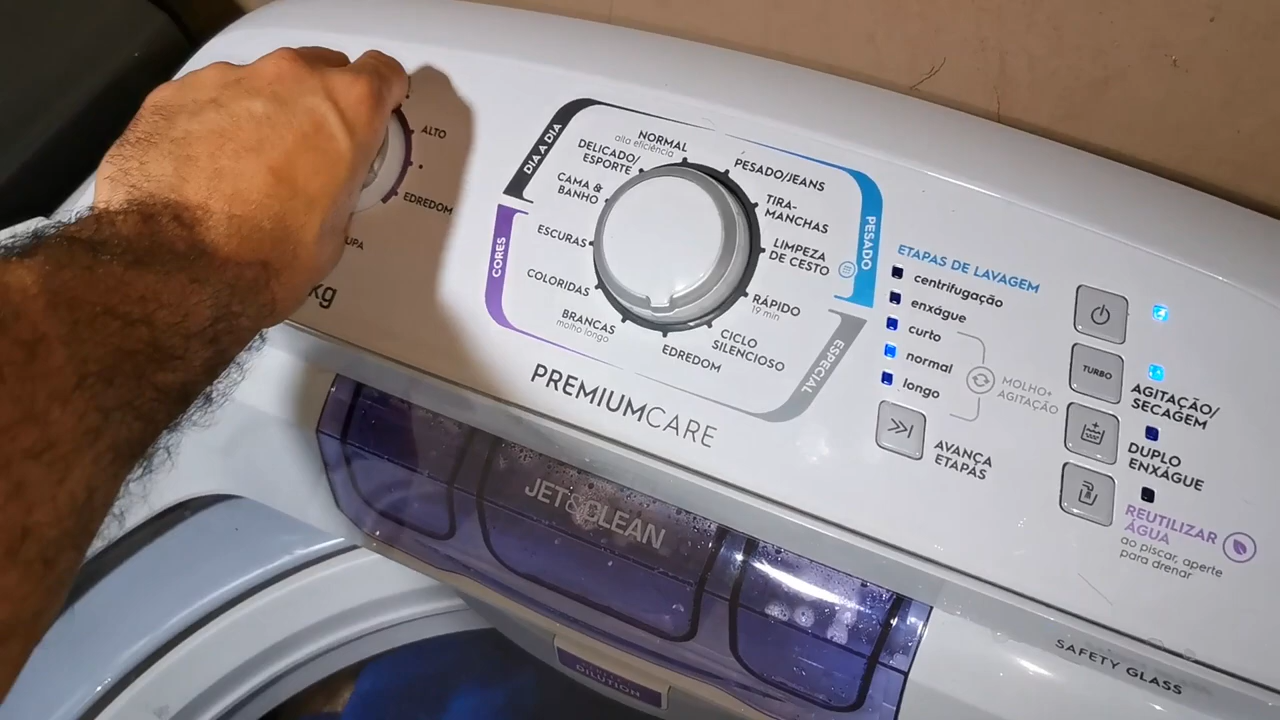 ALTO
EDREDOM
kg
DIA A DIA
NORMAL
alta eficiência
DELICADO/
ESPORTE
CAMA &
BANHO
ESCURAS
COLORIDAS
BRANCAS
molho longo
CORES
PESADO/JEANS
TIRA-
MANCHAS
LIMPEZA
DE CESTO
RÁPIDO
19 min
CICLO
SILENCIOSO
EDREDOM
PESADO
ESPECIAL
PREMIUMCARE
ETAPAS DE LAVAGEM
centrifugação
enxágue
curto
normal
longo
MOLHO+
AGITAÇÃO
AVANÇA
ETAPAS
TURBO
AGITAÇÃO/
SECAGEM
DUPLO
ENXÁGUE
REUTILIZAR
ÁGUA
ao piscar, aperte
para drenar
JET&CLEAN
DILUTION
SAFETY GLASS